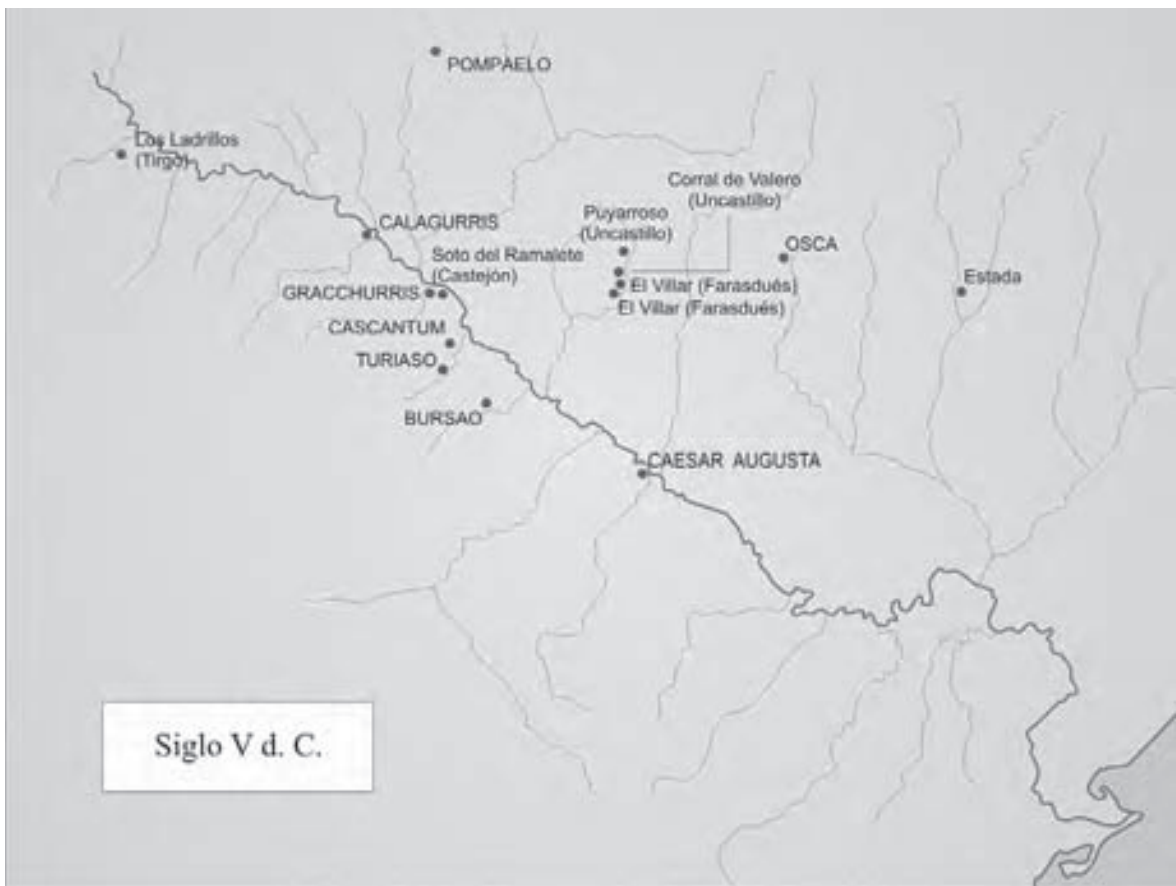 POMPAELO
Los Ladrillos
(Tirgo)
Corral de Valero
(Uncastillo)
Puyarroso
(Uncastillo)
CALAGURRIS
OSCA
Soto del Ramalete
(Castejón)
Estada
El Villar (Farasdués)
GRACCHURRIS
El Villar (Farasdués)
CASCANTUM
TURIASO
BURSAO
CAESAR AUGUSTA
Siglo V d. C.